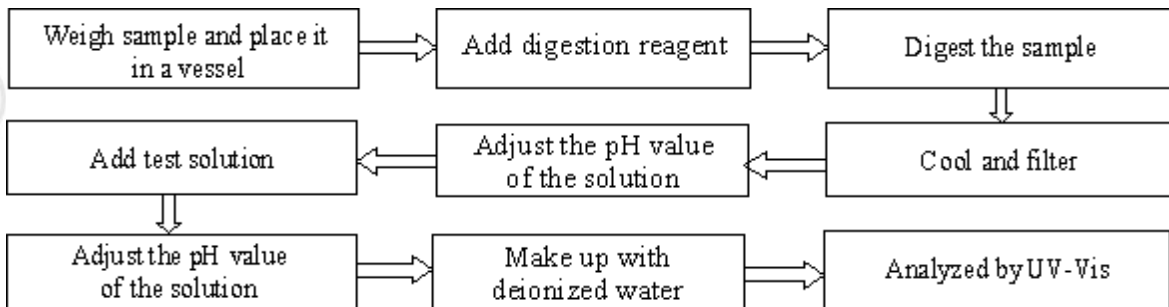 Weigh sample and place it
in a vessel
Add digestion reagent
Digest the sample
Cool and filter
Adjust the pH value
of the solution
Add test solution
Adjust the pH value
of the solution
Make up with
deionized water
Analyzed by UV-Vis